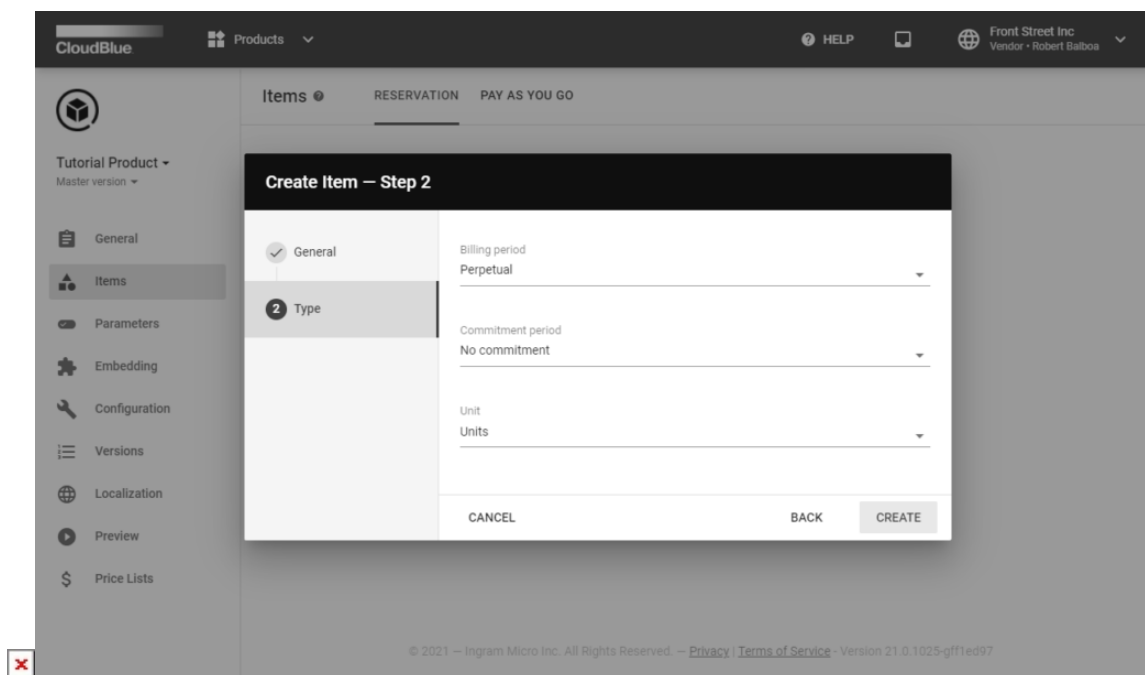 CloudBlue
Products
HELP
Front Street Inc
Vendor • Robert Balboa
Tutorial Product
Master version
General
Items
Parameters
Embedding
Configuration
Versions
Localization
Preview
Price Lists
Items
RESERVATION
PAY AS YOU GO
Create Item — Step 2
General
2 Type
Billing period
Perpetual
Commitment period
No commitment
Unit
Units
CANCEL
BACK
CREATE
© 2021 — Ingram Micro Inc. All Rights Reserved. — Privacy | Terms of Service - Version 21.0.1025-gff1ed97